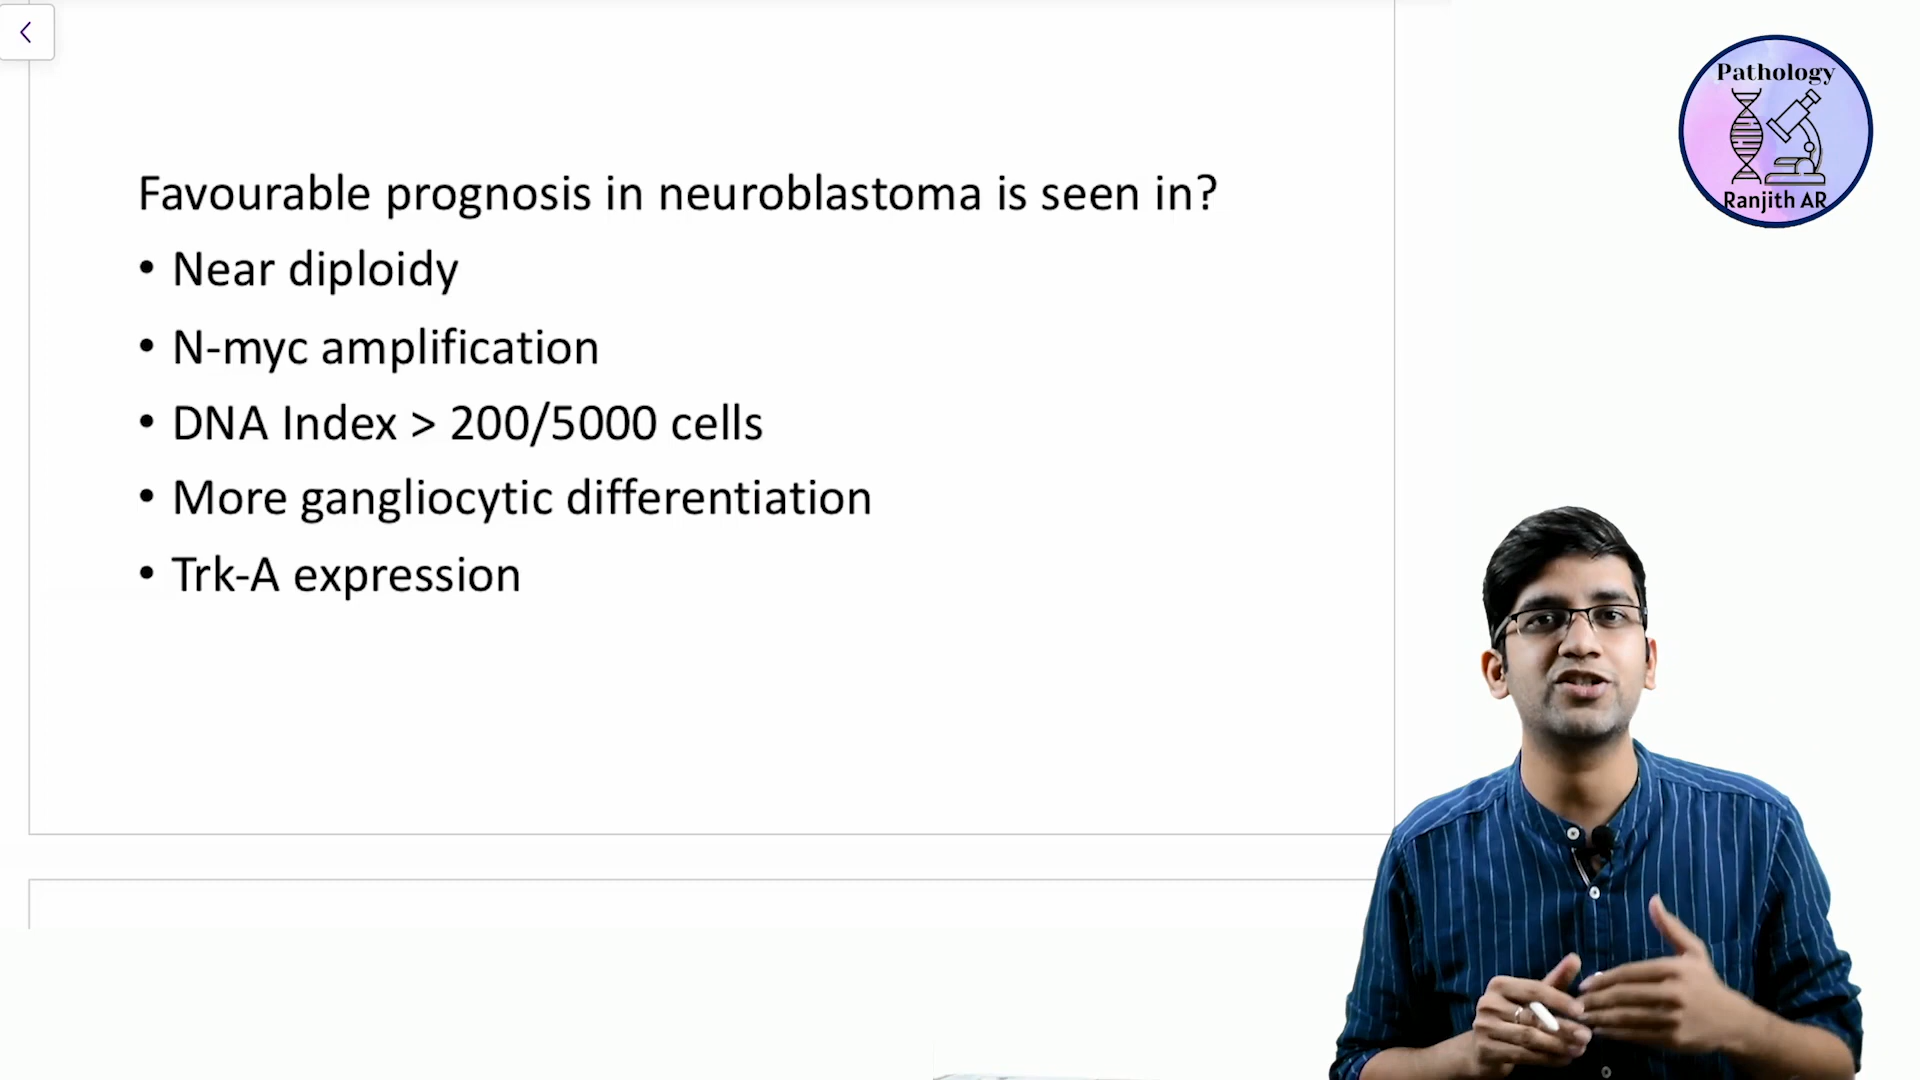 Favourable prognosis in neuroblastoma is seen in?
• Near diploidy
• N-myc amplification
• DNA Index > 200/5000 cells
• More gangliocytic differentiation
• Trk-A expression
Pathology
Ranjith AR